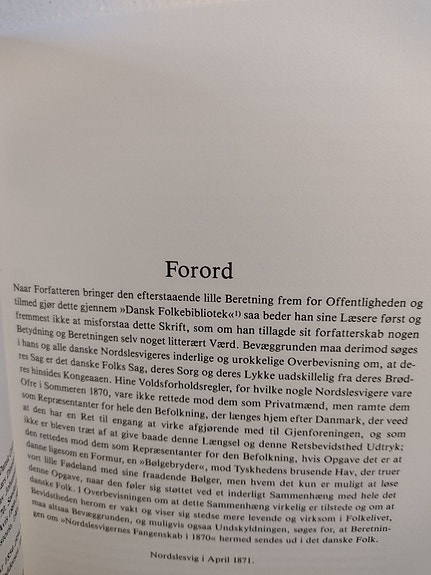 Forord
Naar Forfatteren bringer den efterstaaende lille Beretning frem for Offentligheden og
tilmed gjør dette gjennem »Dansk Folkebibliotek«¹⁾ saa beder han sine Læsere først og
fremmest ikke at misforstaa dette Skrift, som om han tillagde sit forfatterskab nogen
Betydning og Beretningen selv noget litterært Værd. Bevæggrunden maa derimod søges
i hans og alle danske Nordslesvigeres inderlige og urokkelige Overbevisning om, at de-
res Sag er det danske Folks Sag, deres Sorg og deres Lykke uadskillelig fra deres Brød-
res hinsides Kongeaaen. Hine Voldsforholdsregler, for hvilke nogle Nordslesvigere vare
Ofre i Sommeren 1870, vare ikke rettede mod dem som Privatmænd, men ramte dem
som Repræsentanter for hele den Befolkning, der længes hjem efter Danmark, der veed
at den har en Ret til engang at virke afgjørende med til Gjenforeningen, og som
ikke er bleven træt af at give baade denne Længsel og denne Retsbevidsthed Udtryk;
den rettedes mod dem som Repræsentanter for den Befolkning, hvis Opgave det er at
danne ligesom en Formur, en »Bølgebryder«, mod Tyskhedens brusende Hav, der truer
vort lille Fødeland med sine fraadende Bølger, men hvem det kun er muligt at løse
denne Opgave, naar den føler sig støttet ved et inderligt Sammenhæng med hele det
danske Folk. I Overbevisningen om at dette Sammenhæng virkelig er tilstede og om at
Bevidstheden herom er vakt og viser sig stedse mere levende og virksom i Folkelivet,
maa altsaa Bevæggrunden, og muligvis ogsaa Undskyldningen, søges for, at Beretnin-
gen om »Nordslesvigernes Fangenskab i 1870« hermed sendes ud i det danske Folk.
Nordslesvig i April 1871.